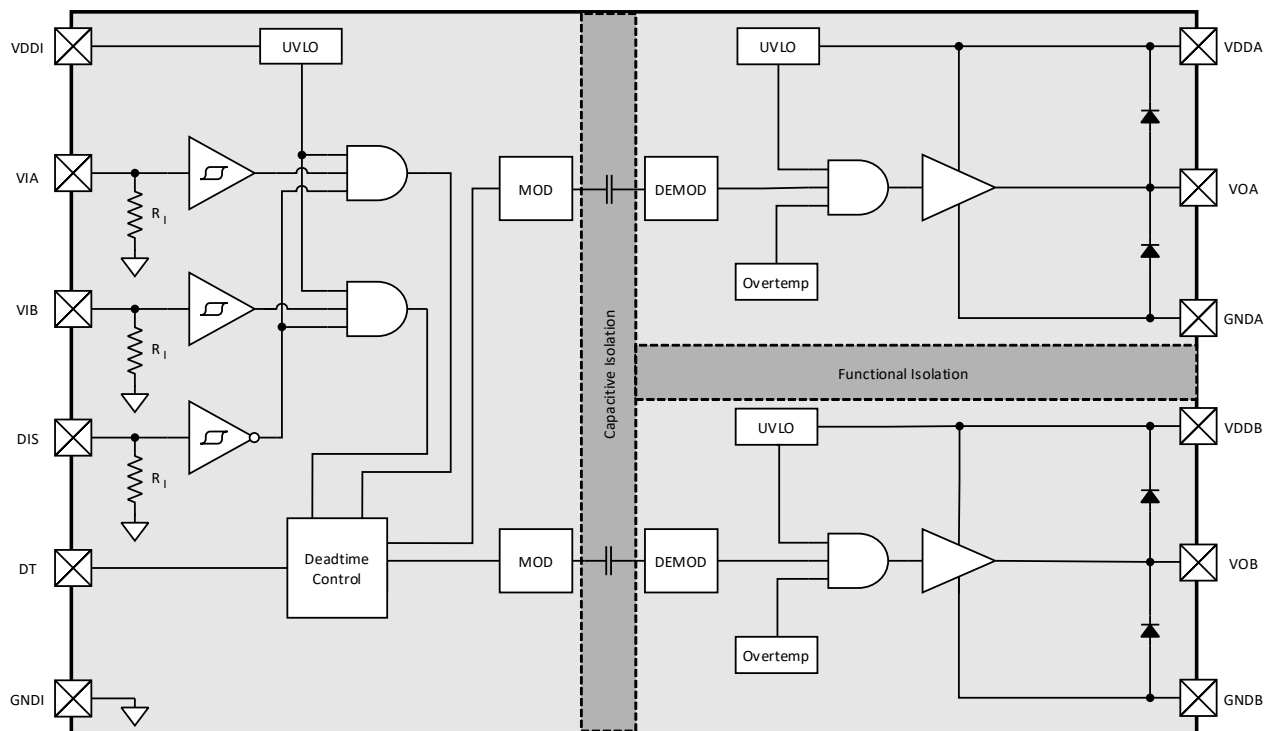 VDDI
UVLO
UVLO
VDDA
VIA
R I
MOD
DEMOD
VOA
Overtemp
VIB
R I
GNDA
Capacitive Isolation
Functional Isolation
DIS
R I
UVLO
VDDB
DT
Deadtime
Control
MOD
DEMOD
VOB
Overtemp
GNDI
GNDB